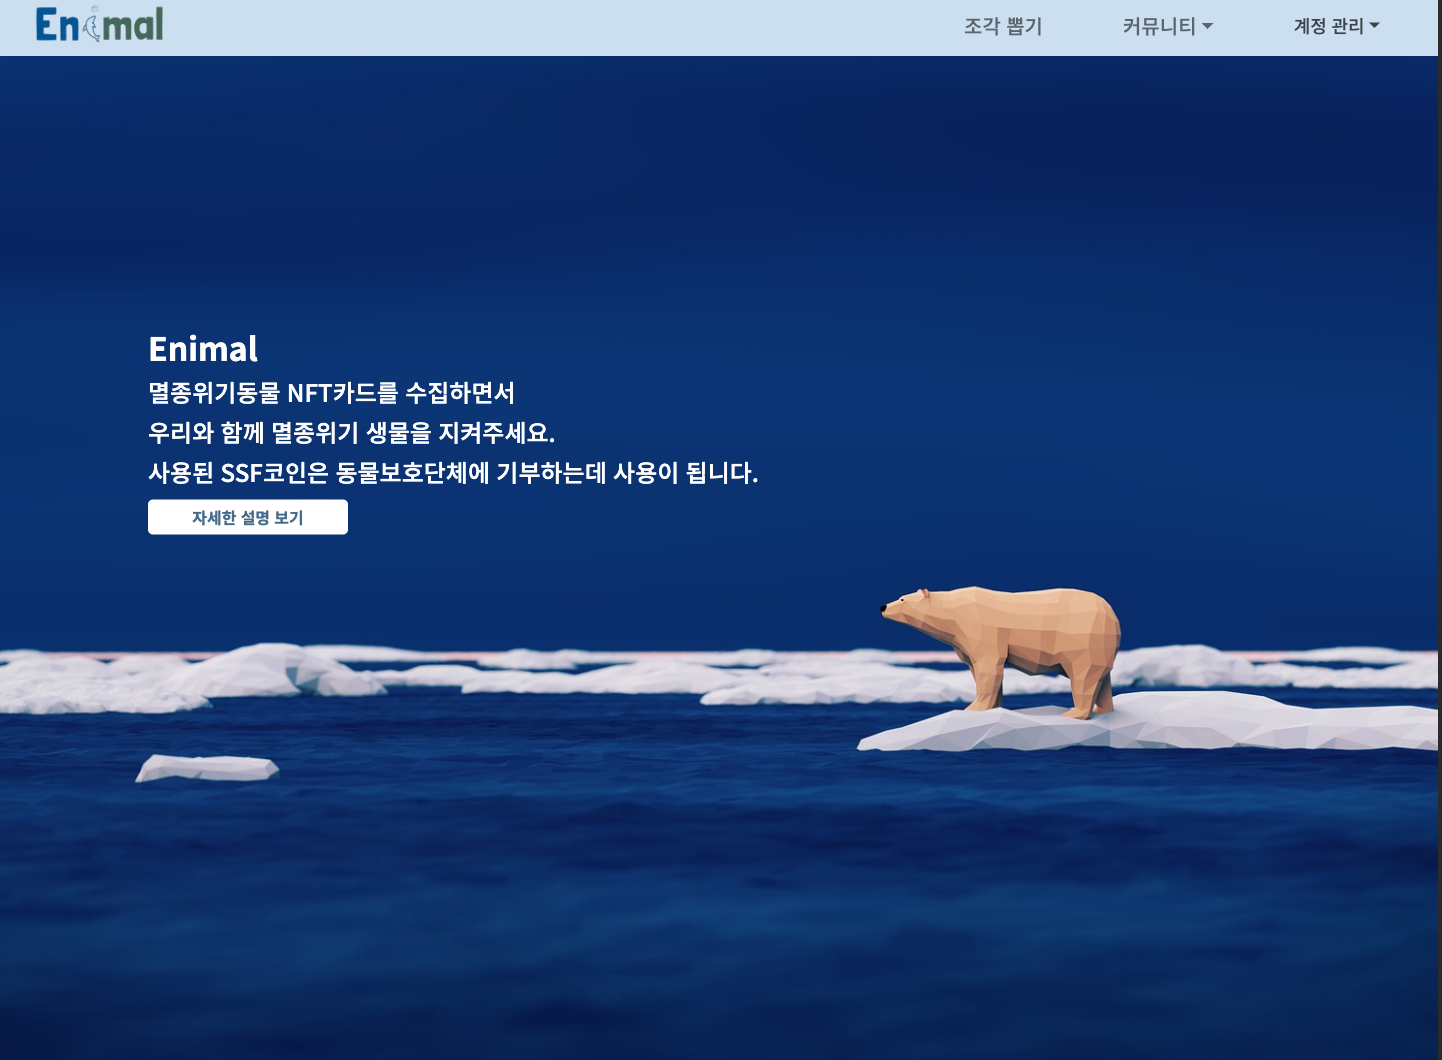 Enimal
조각 뽑기
커뮤니티
계정 관리
Enimal
멸종위기동물 NFT카드를 수집하면서
우리와 함께 멸종위기 생물을 지켜주세요.
사용된 SSF코인은 동물보호단체에 기부하는데 사용이 됩니다.
자세한 설명 보기